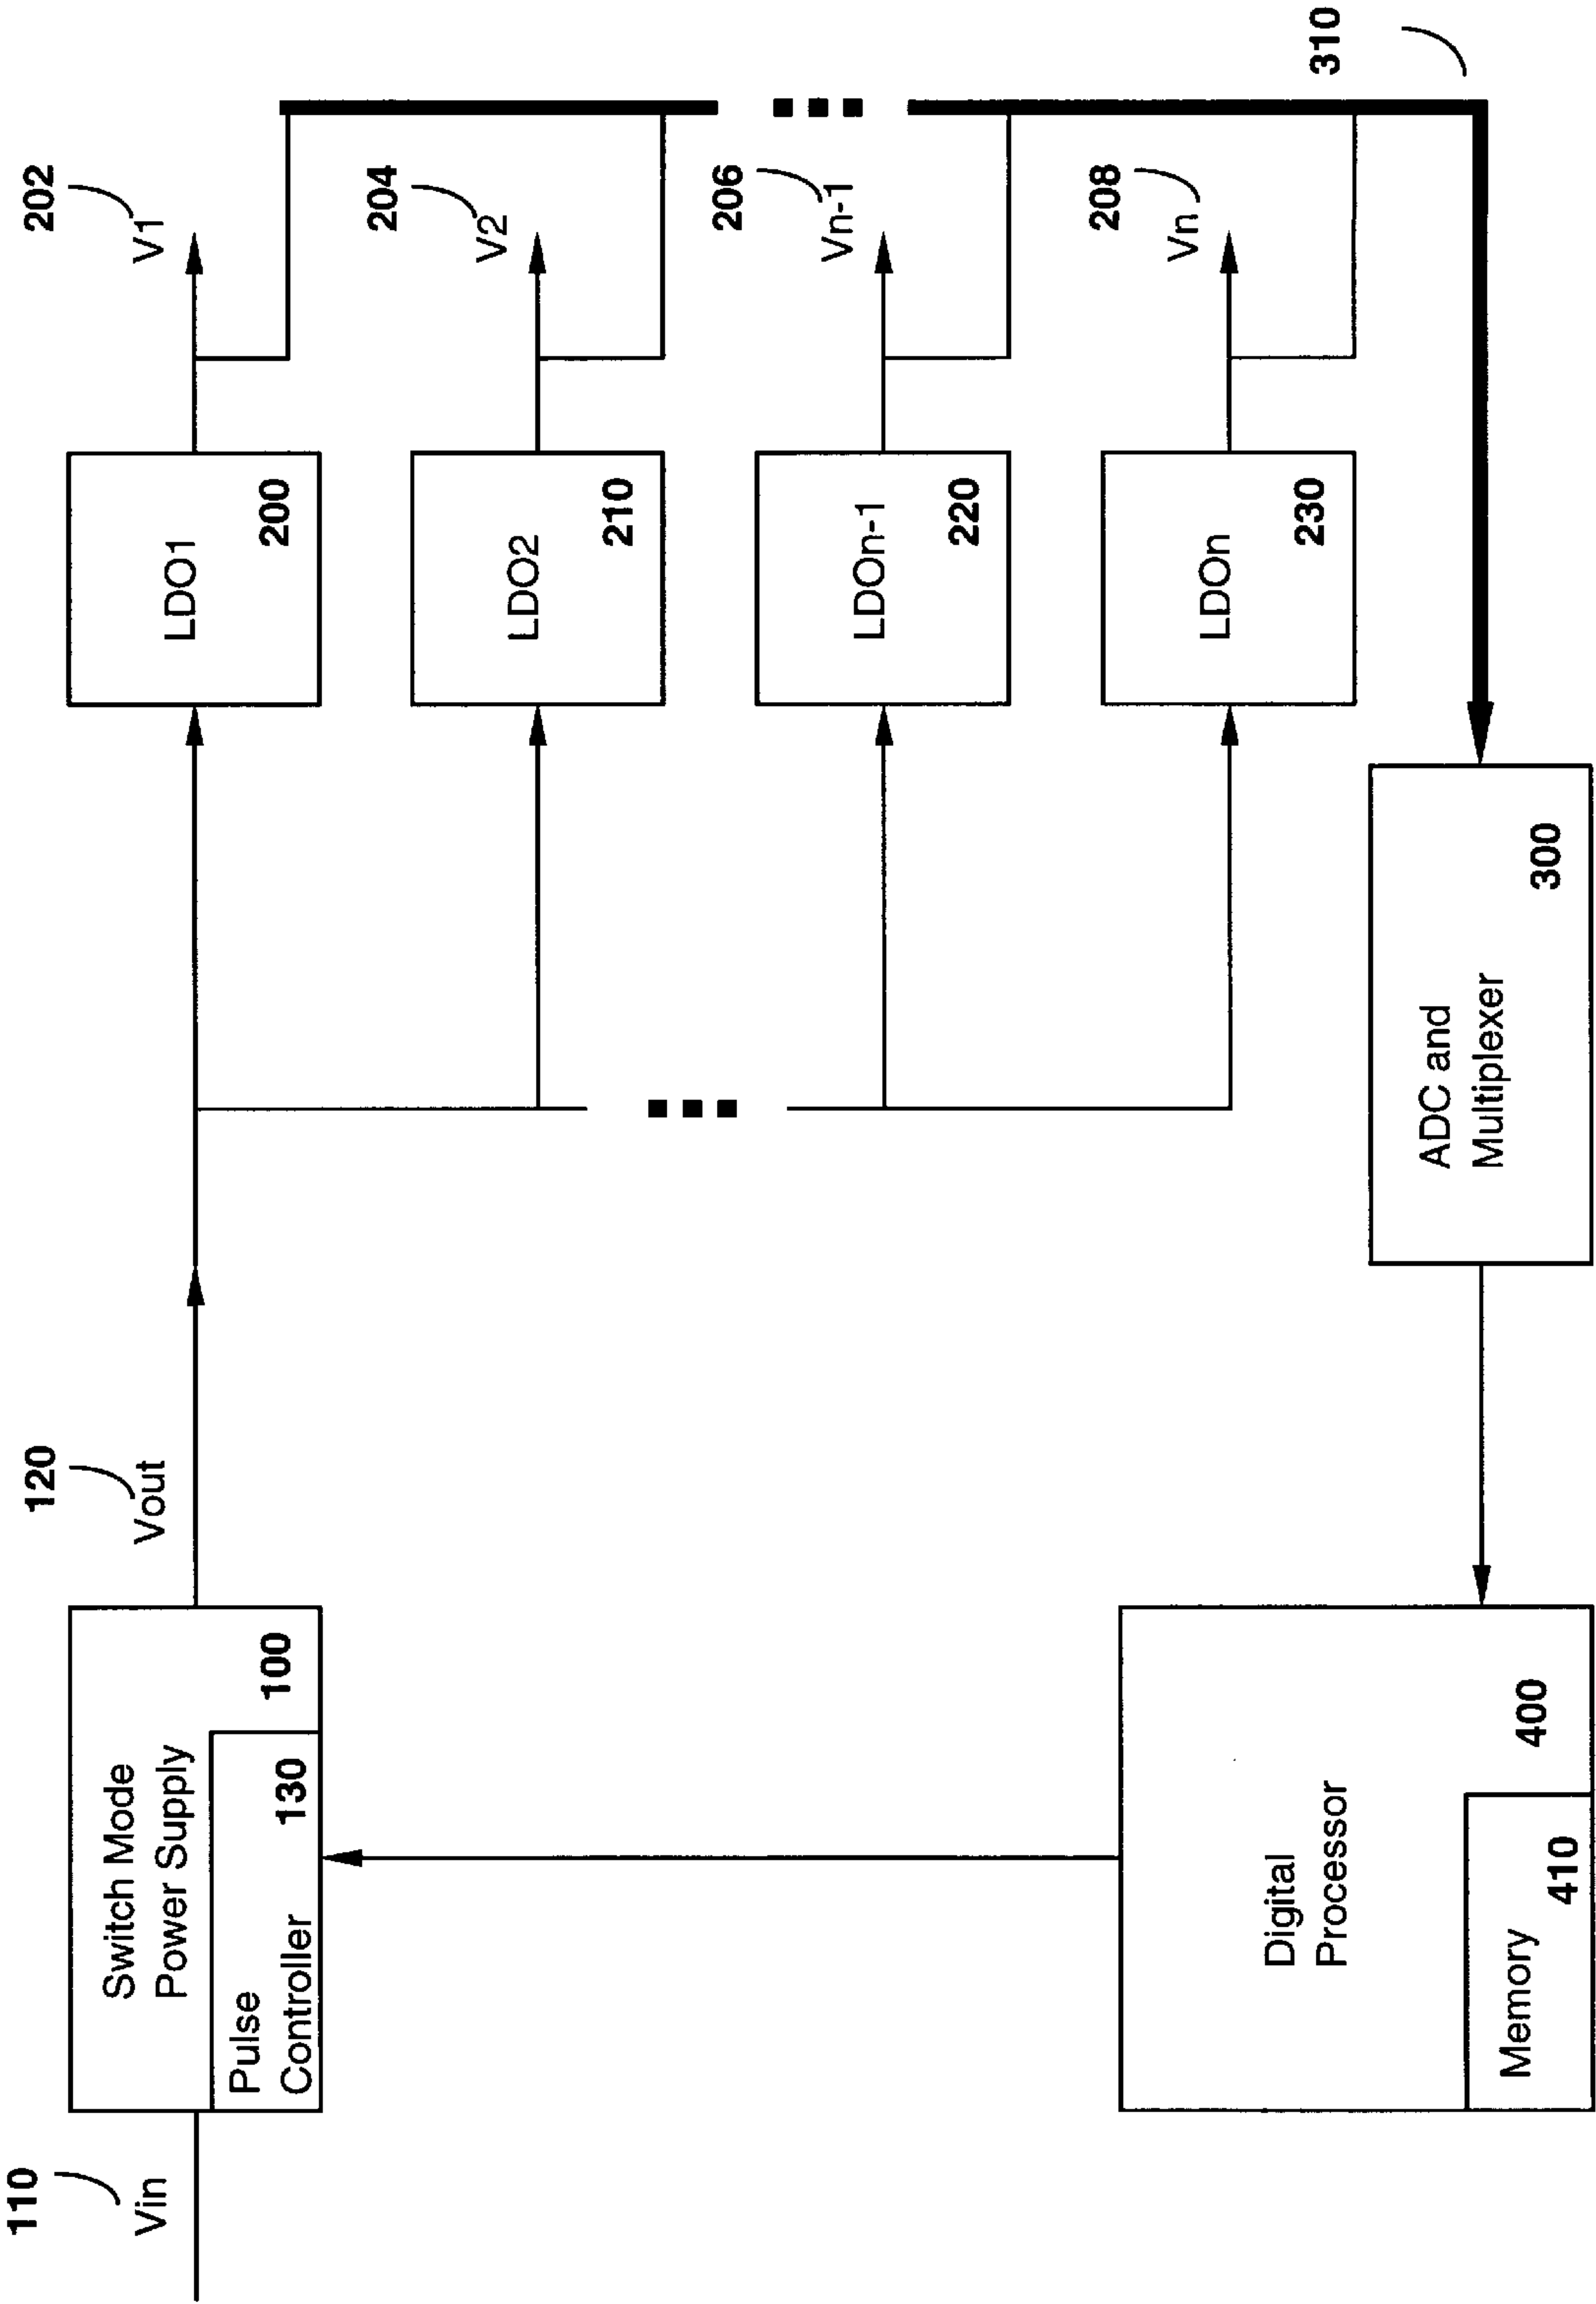 110
Vin
Switch Mode
Power Supply
100
Pulse
Controller
130
120
Vout
LDO1
200
202
V1
LDO2
210
204
V2
LDOn-1
220
206
Vn-1
LDOn
230
208
Vn
310
ADC and
Multiplexer
300
Digital
Processor
400
Memory
410